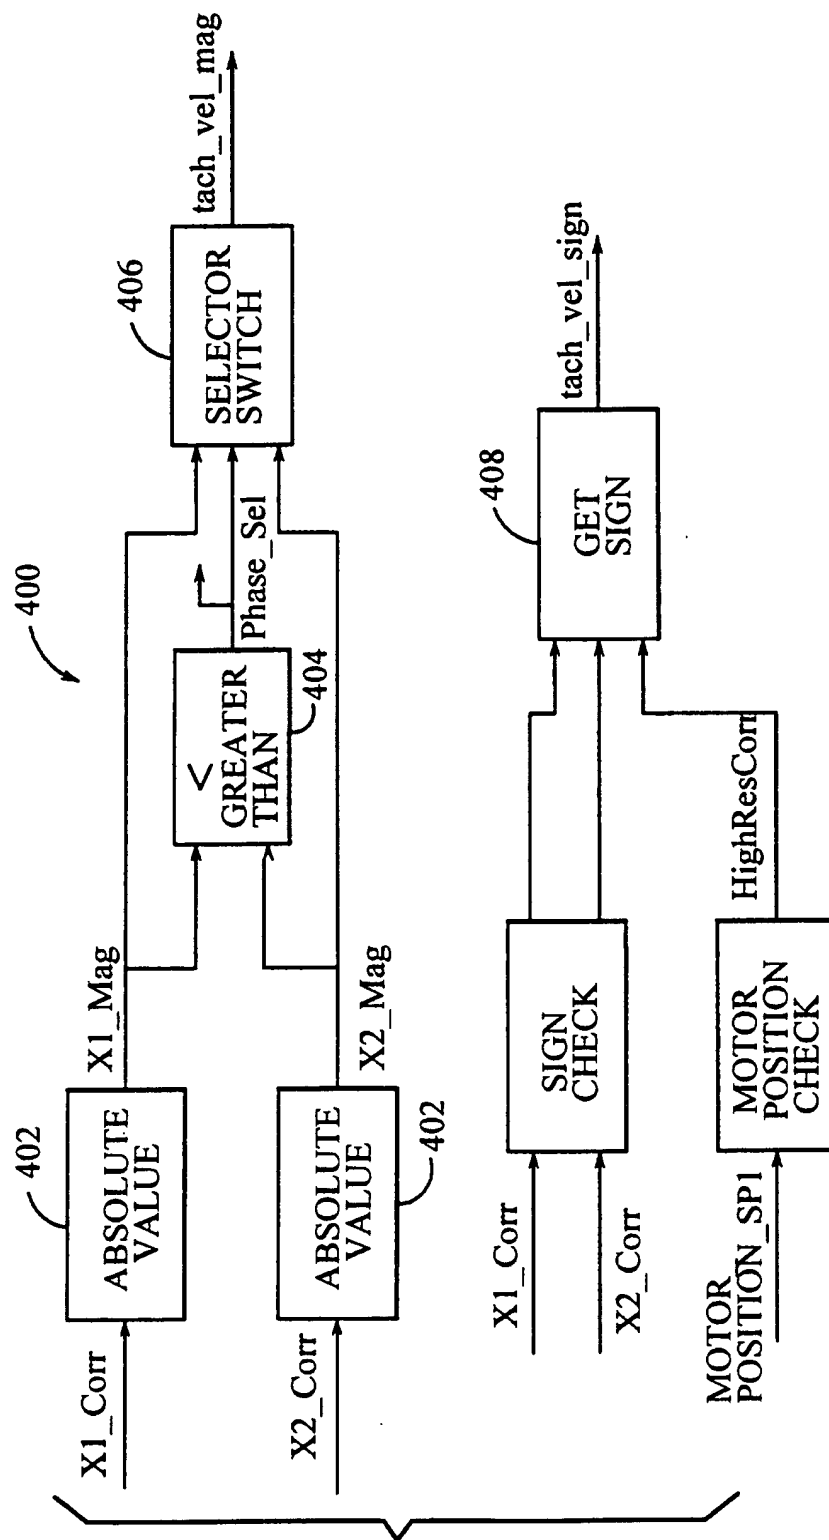 400
X1_Corr
402
ABSOLUTE
VALUE
X1_Mag
X2_Corr
ABSOLUTE
VALUE
402
X2_Mag
<
GREATER
THAN
404
Phase_Sel
406
SELECTOR
SWITCH
tach_vel_mag
X1_Corr
X2_Corr
SIGN
CHECK
MOTOR
POSITION_SP1
MOTOR
POSITION
CHECK
HighResCorr
408
GET
SIGN
tach_vel_sign